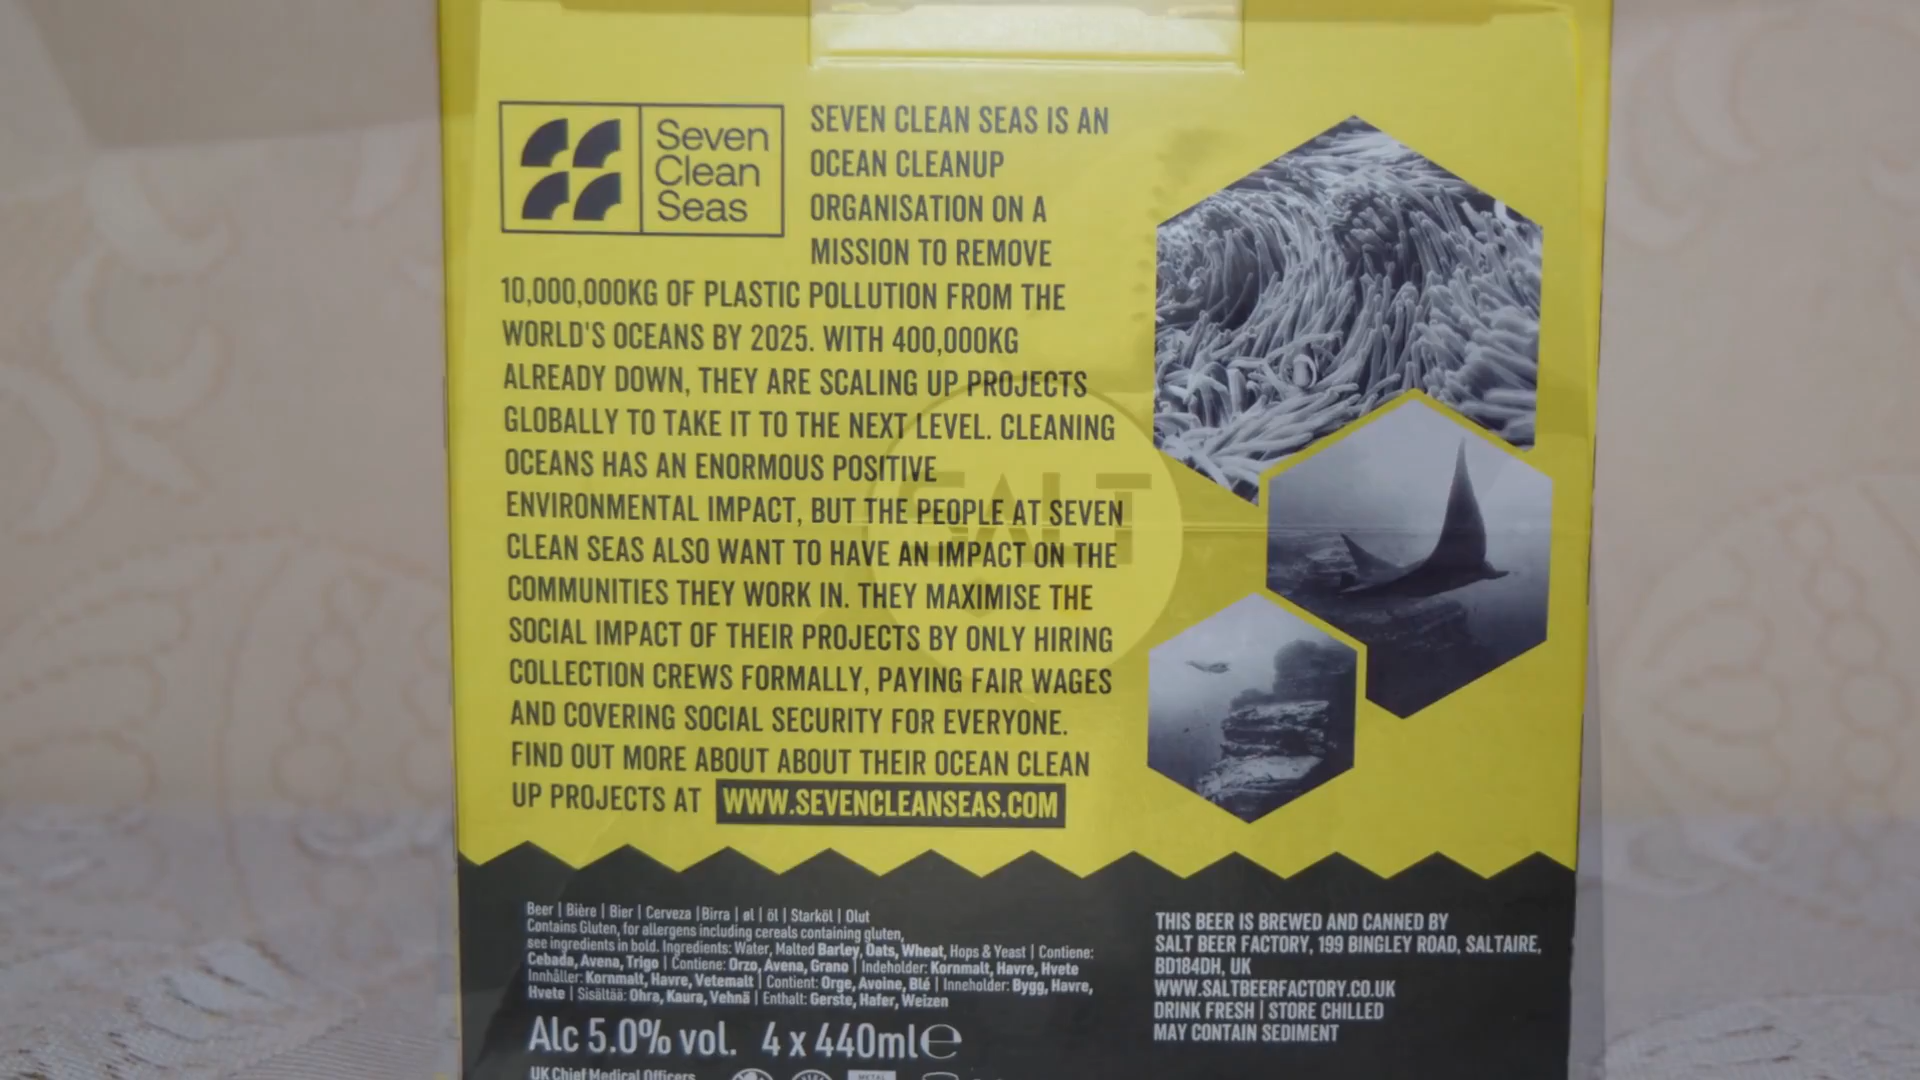 Seven
Clean
Seas
SEVEN CLEAN SEAS IS AN
OCEAN CLEANUP
ORGANISATION ON A
MISSION TO REMOVE
10,000,000KG OF PLASTIC POLLUTION FROM THE
WORLD'S OCEANS BY 2025. WITH 400,000KG
ALREADY DOWN, THEY ARE SCALING UP PROJECTS
GLOBALLY TO TAKE IT TO THE NEXT LEVEL. CLEANING
OCEANS HAS AN ENORMOUS POSITIVE
ENVIRONMENTAL IMPACT, BUT THE PEOPLE AT SEVEN
CLEAN SEAS ALSO WANT TO HAVE AN IMPACT ON THE
COMMUNITIES THEY WORK IN. THEY MAXIMISE THE
SOCIAL IMPACT OF THEIR PROJECTS BY ONLY HIRING
COLLECTION CREWS FORMALLY, PAYING FAIR WAGES
AND COVERING SOCIAL SECURITY FOR EVERYONE.
FIND OUT MORE ABOUT ABOUT THEIR OCEAN CLEAN
UP PROJECTS AT WWW.SEVENCLEANSEAS.COM
SALT
Beer | Bière | Bier | Cerveza | Birra | øl | öl | Starköl | Olut
Contains Gluten, for allergens including cereals containing gluten,
see ingredients in bold. Ingredients: Water, Malted Barley, Oats, Wheat, Hops & Yeast | Contiene:
Cebada, Avena, Trigo | Contiene: Orzo, Avena, Grano | Indeholder: Kornmalt, Havre, Hvete
Innhåller: Kornmalt, Havre, Vetemalt | Contient: Orge, Avoine, Blé | Inneholder: Bygg, Havre,
Hvete | Sisältää: Ohra, Kaura, Vehnä | Enthalt: Gerste, Hafer, Weizen
Alc 5.0% vol. 4 x 440ml e
UK Chief Medical Officers
METAL
THIS BEER IS BREWED AND CANNED BY
SALT BEER FACTORY, 199 BINGLEY ROAD, SALTAIRE,
BD184DH, UK
WWW.SALTBEERFACTORY.CO.UK
DRINK FRESH | STORE CHILLED
MAY CONTAIN SEDIMENT